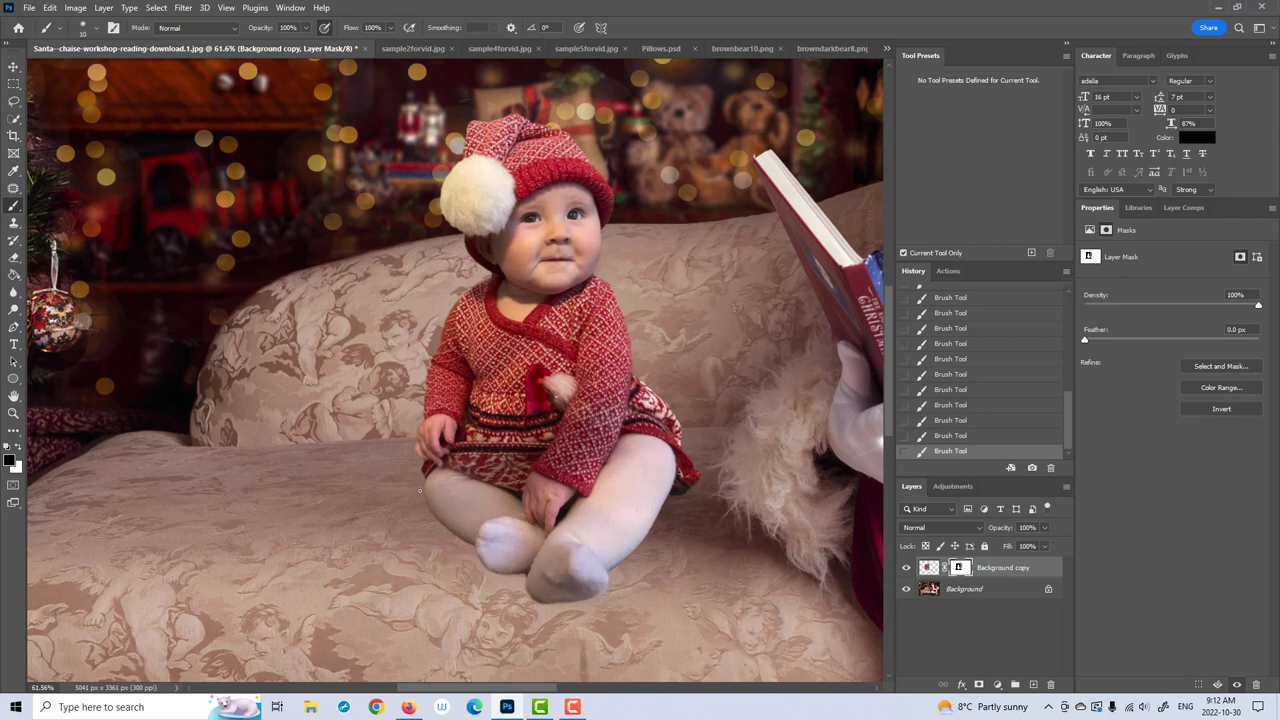 File Edit Image Layer Type Select Filter 3D View Plugins Window Help
10 Mode: Normal Opacity: 100% Flow: 100% Smoothing: 0° Share
Santa--chaise-workshop-reading-download.1.jpg @ 61.6% (Background copy, Layer Mask/8) * × sample2forvid.jpg × sample4forvid.jpg × sample5forvid.jpg × Pillows.psd × brownbear10.png × browndarkbear8.png
Tool Presets
No Tool Presets Defined for Current Tool.
Current Tool Only
History Actions
Brush Tool
Brush Tool
Brush Tool
Brush Tool
Brush Tool
Brush Tool
Brush Tool
Brush Tool
Brush Tool
Brush Tool
Brush Tool
Layers Adjustments
Kind
Normal Opacity: 100%
Lock: Fill: 100%
Background copy
Background
Character Paragraph Glyphs
adelia Regular
16 pt 7 pt
0
100% 87%
0 pt Color:
English: USA Strong
Properties Libraries Layer Comps
Masks
Layer Mask
Density: 100%
Feather: 0.0 px
Refine: Select and Mask...
Color Range...
Invert
61.56% 5041 px x 3361 px (300 ppi)
Type here to search
8°C Partly sunny ENG 9:12 AM
2022-10-30